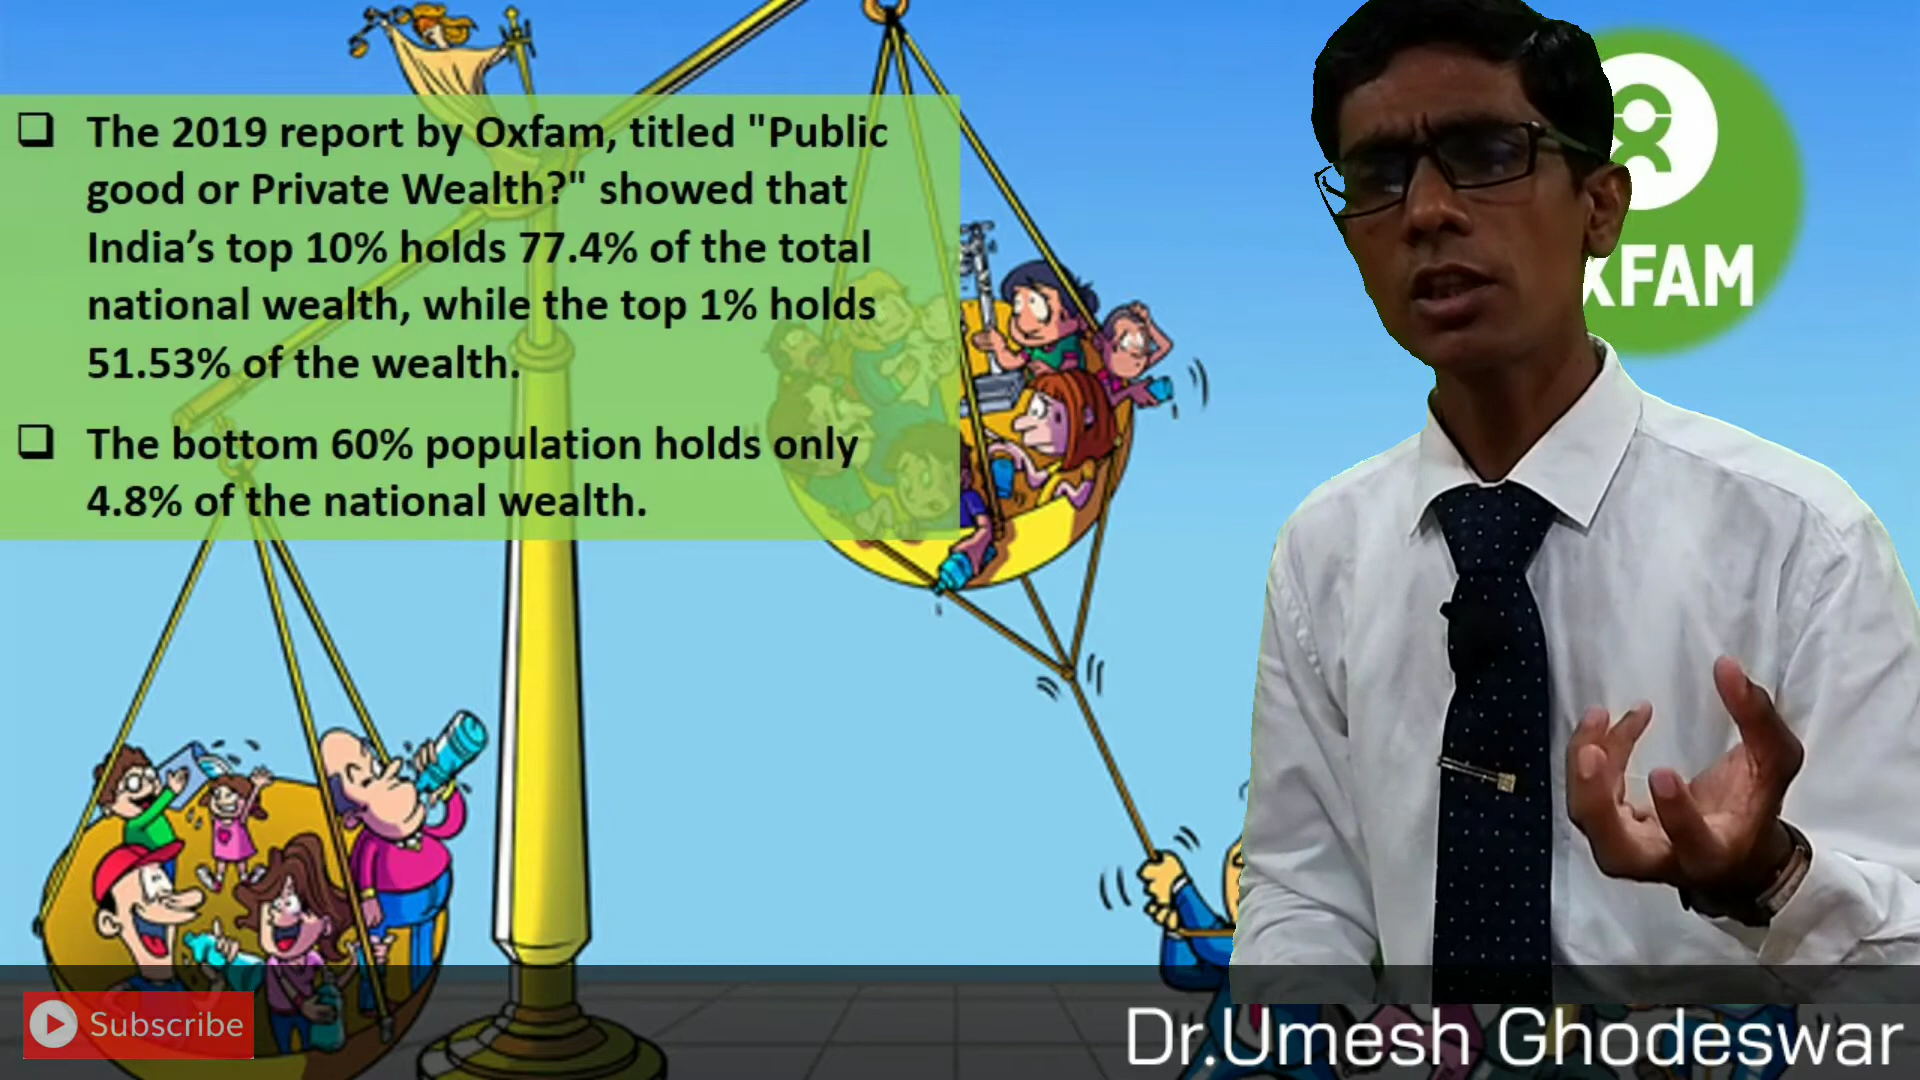 ❑ The 2019 report by Oxfam, titled "Public
good or Private Wealth?" showed that
India’s top 10% holds 77.4% of the total
national wealth, while the top 1% holds
51.53% of the wealth.
❑ The bottom 60% population holds only
4.8% of the national wealth.
XFAM
Subscribe
Dr.Umesh Ghodeswar